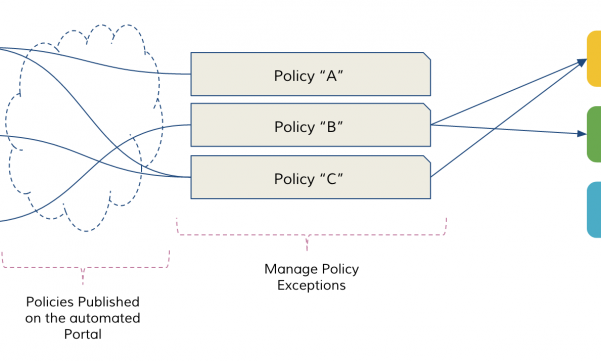 Policy “A”
Policy “B”
Policy “C”
Manage Policy
Exceptions
Policies Published
on the automated
Portal